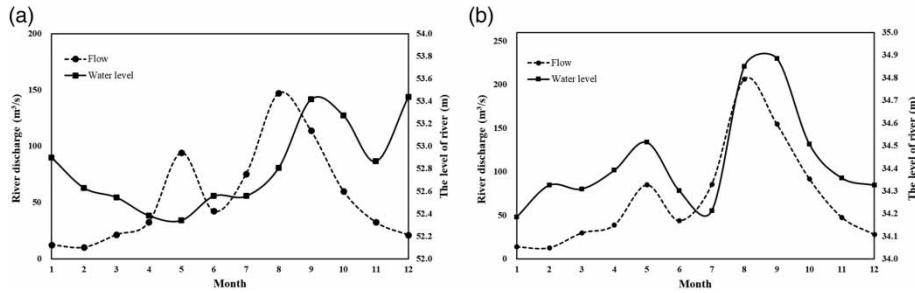 (a)
200
150
100
50
0
River discharge (m³/s)
Flow
Water level
54.0
53.8
53.6
53.4
53.2
53.0
52.8
52.6
52.4
52.2
52.0
The level of river (m)
1 2 3 4 5 6 7 8 9 10 11 12
Month
(b)
250
200
150
100
50
0
River discharge (m³/s)
Flow
Water level
35.0
34.9
34.8
34.7
34.6
34.5
34.4
34.3
34.2
34.1
34.0
The level of river (m)
1 2 3 4 5 6 7 8 9 10 11 12
Month